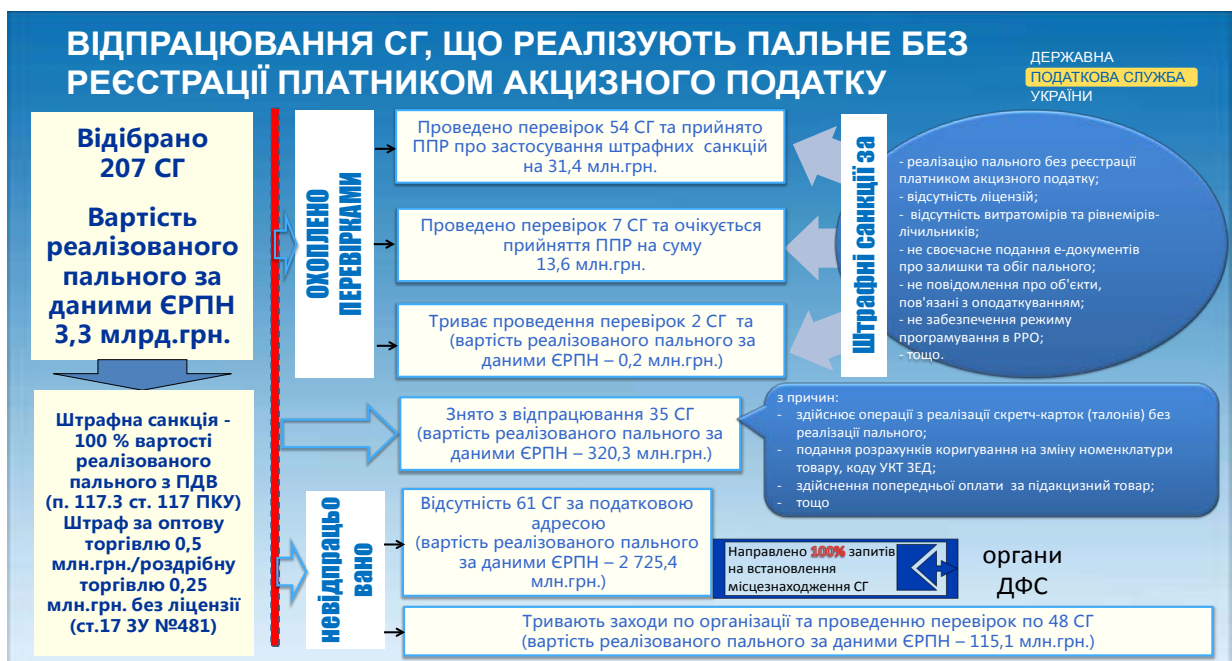 ВІДПРАЦЮВАННЯ СГ, ЩО РЕАЛІЗУЮТЬ ПАЛЬНЕ БЕЗ
РЕЄСТРАЦІЇ ПЛАТНИКОМ АКЦИЗНОГО ПОДАТКУ
ДЕРЖАВНА
ПОДАТКОВА СЛУЖБА
УКРАЇНИ
Відібрано
207 СГ
Вартість
реалізованого
пального за
даними ЄРПН
3,3 млрд.грн.
Штрафна санкція -
100 % вартості
реалізованого
пального з ПДВ
(п. 117.3 ст. 117 ПКУ)
Штраф за оптову
торгівлю 0,5
млн.грн./роздрібну
торгівлю 0,25
млн.грн. без ліцензії
(ст.17 ЗУ №481)
ОХОПЛЕНО
ПЕРЕВІРКАМИ
Проведено перевірок 54 СГ та прийнято
ППР про застосування штрафних санкцій
на 31,4 млн.грн.
Проведено перевірок 7 СГ та очікується
прийняття ППР на суму
13,6 млн.грн.
Триває проведення перевірок 2 СГ та
(вартість реалізованого пального за
даними ЄРПН – 0,2 млн.грн.)
Штрафні санкції за
- реалізацію пального без реєстрації
платником акцизного податку;
- відсутність ліцензій;
- відсутність витратомірів та рівнемірів-
лічильників;
- не своєчасне подання е-документів
про залишки та обіг пального;
- не повідомлення про об'єкти,
пов'язані з оподаткуванням;
- не забезпечення режиму
програмування в РРО;
- тощо.
Знято з відпрацювання 35 СГ
(вартість реалізованого пального за
даними ЄРПН – 320,3 млн.грн.)
з причин:
- здійснює операції з реалізації скретч-карток (талонів) без
реалізації пального;
- подання розрахунків коригування на зміну номенклатури
товару, коду УКТ ЗЕД;
- здійснення попередньої оплати за підакцизний товар;
- тощо
невідпрацьо
вано
Відсутність 61 СГ за податковою
адресою
(вартість реалізованого пального
за даними ЄРПН – 2 725,4
млн.грн.)
Направлено 100% запитів
на встановлення
місцезнаходження СГ
органи
ДФС
Тривають заходи по організації та проведенню перевірок по 48 СГ
(вартість реалізованого пального за даними ЄРПН – 115,1 млн.грн.)